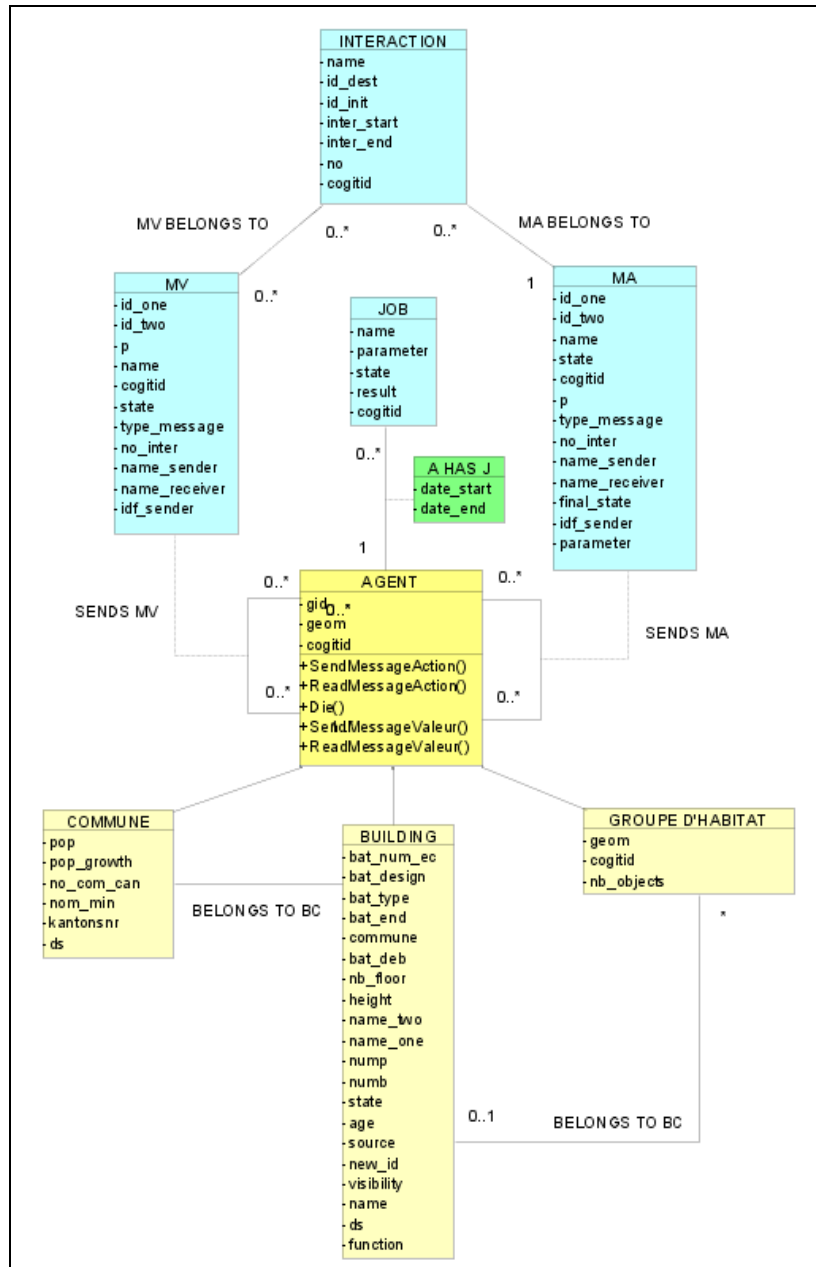 INTERACTION
- name
- id_dest
- id_init
- inter_start
- inter_end
- no
- cogitid
MV BELONGS TO
0..*
0..*
MA BELONGS TO
0..*
1
MV
- id_one
- id_two
- p
- name
- cogitid
- state
- type_message
- no_inter
- name_sender
- name_receiver
- idf_sender
JOB
- name
- parameter
- state
- result
- cogitid
MA
- id_one
- id_two
- name
- state
- cogitid
- p
- type_message
- no_inter
- name_sender
- name_receiver
- final_state
- idf_sender
- parameter
0..*
A HAS J
- date_start
- date_end
1
SENDS MV
0..*
0..*
AGENT
- gid
0..*
- geom
- cogitid
+SendMessageAction()
+ReadMessageAction()
+Die()
+SendMessageValeur()
+ReadMessageValeur()
0..*
0..*
SENDS MA
*
COMMUNE
- pop
- pop_growth
- no_com_can
- nom_min
- kantonsnr
- ds
BELONGS TO BC
BUILDING
- bat_num_ec
- bat_design
- bat_type
- bat_end
- commune
- bat_deb
- nb_floor
- height
- name_two
- name_one
- nump
- numb
- state
- age
- source
- new_id
- visibility
- name
- ds
- function
GROUPE D'HABITAT
- geom
- cogitid
- nb_objects
*
0..1
BELONGS TO BC